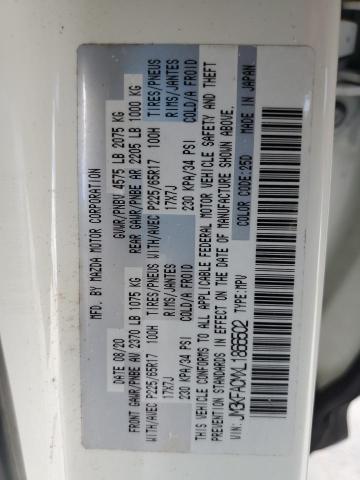 MFD. BY MAZDA MOTOR CORPORATION
DATE 08/20 GVWR/PNBV 4575 LB 2075 KG
FRONT GAWR/PNBE AV 2370 LB 1075 KG REAR GAWR/PNBE AR 2205 LB 1000 KG
WITH/AVEC P225/65R17 100H TIRES/PNEUS WITH/AVEC P225/65R17 100H TIRES/PNEUS
17X7J RIMS/JANTES 17X7J RIMS/JANTES
230 KPA/34 PSI COLD/A FROID 230 KPA/34 PSI COLD/A FROID
THIS VEHICLE CONFORMS TO ALL APPLICABLE FEDERAL MOTOR VEHICLE SAFETY AND THEFT
PREVENTION STANDARDS IN EFFECT ON THE DATE OF MANUFACTURE SHOWN ABOVE.
VIN: TYPE:MPV COLOR CODE:25D MADE IN JAPAN